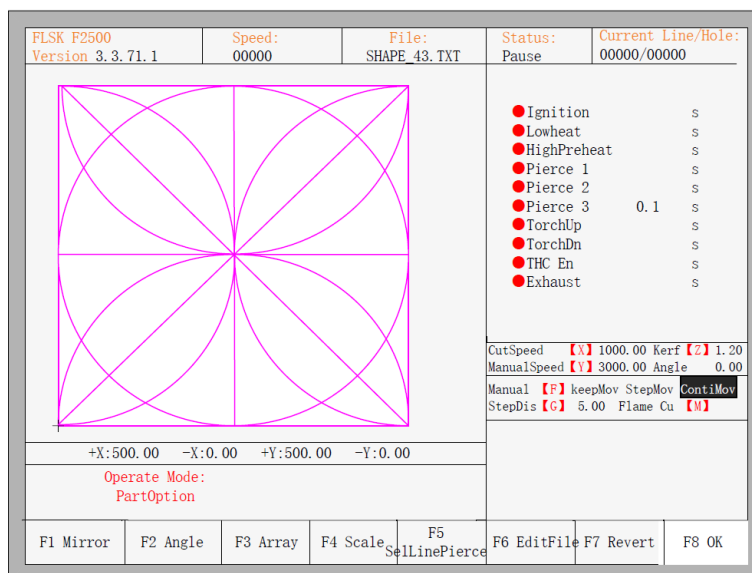 FLSK F2500 Speed: File: Status: Current Line/Hole:
Version 3.3.71.1 00000 SHAPE_43.TXT Pause 00000/00000
Ignition s
Lowheat s
HighPreheat s
Pierce 1 s
Pierce 2 s
Pierce 3 0.1 s
TorchUp s
TorchDn s
THC En s
Exhaust s
CutSpeed 【X】 1000.00 Kerf 【Z】 1.20
ManualSpeed 【Y】 3000.00 Angle 0.00
Manual 【F】 keepMov StepMov ContiMov
StepDis 【G】 5.00 Flame Cu 【M】
+X:500.00 -X:0.00 +Y:500.00 -Y:0.00
Operate Mode:
PartOption
F1 Mirror F2 Angle F3 Array F4 Scale F5 SelLinePierce F6 EditFile F7 Revert F8 OK